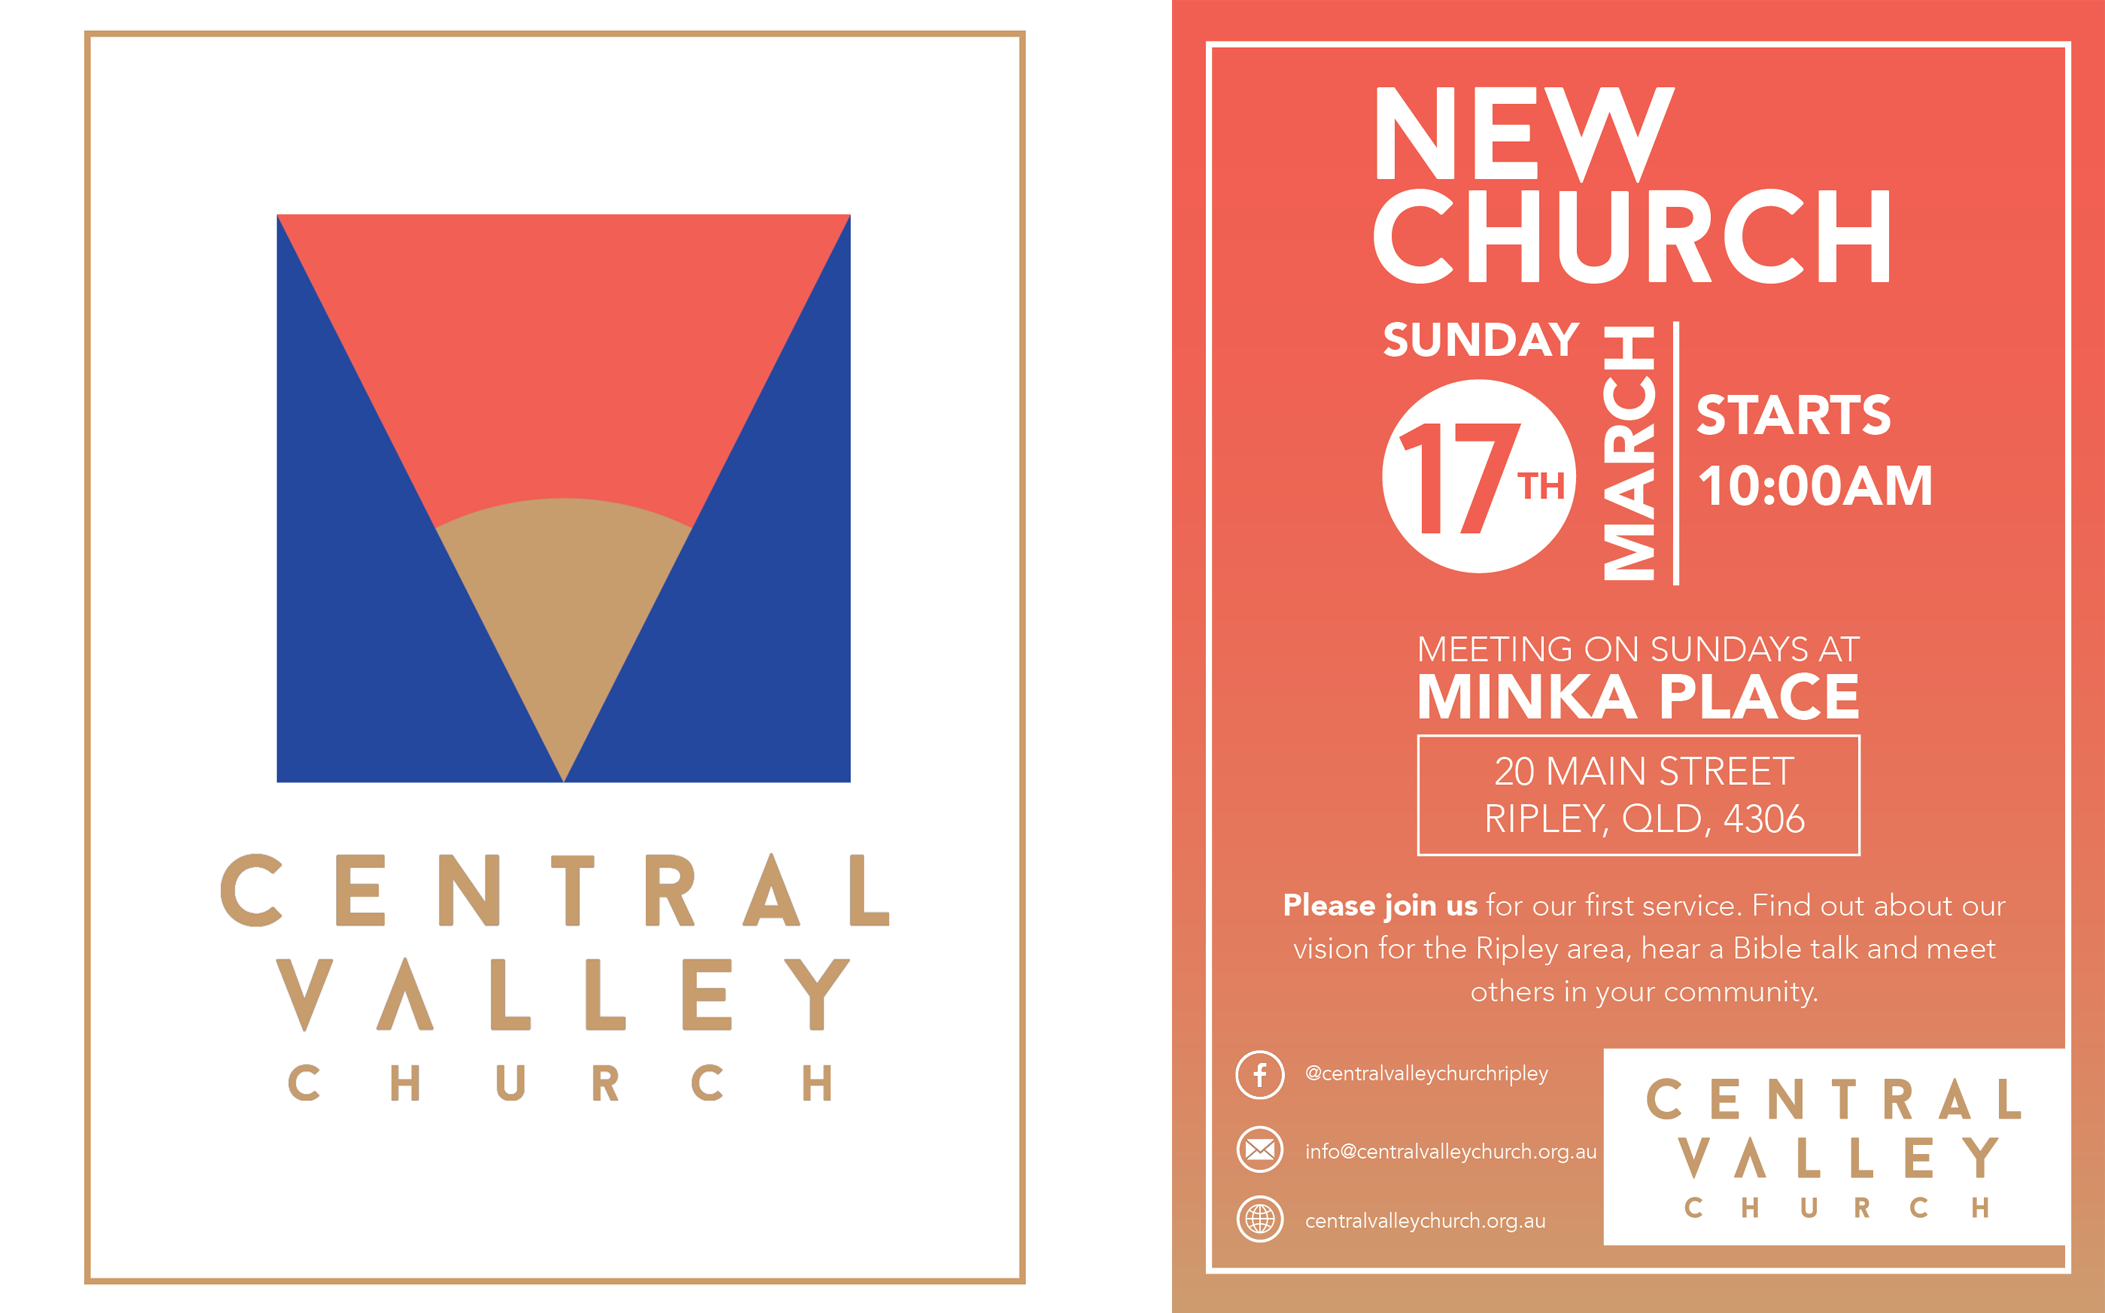 CENTRAL
VALLEY
CHURCH
NEW
CHURCH
SUNDAY
17TH
MARCH
STARTS
10:00AM
MEETING ON SUNDAYS AT
MINKA PLACE
20 MAIN STREET
RIPLEY, QLD, 4306
Please join us for our first service. Find out about our
vision for the Ripley area, hear a Bible talk and meet
others in your community.
@centralvalleychurchripley
info@centralvalleychurch.org.au
centralvalleychurch.org.au
CENTRAL
VALLEY
CHURCH